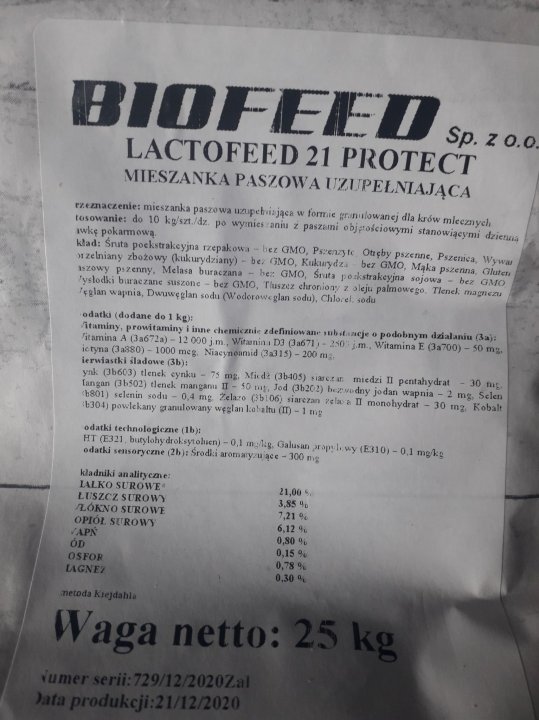 BIOFEED Sp. z o.o.
LACTOFEED 21 PROTECT
MIESZANKA PASZOWA UZUPEŁNIAJĄCA
rzeznaczenie: mieszanka paszowa uzupełniająca w formie granulowanej dla krów mlecznych
tosowanie: do 10 kg/szt./dz. po wymieszaniu z paszami objętościowymi stanowiącymi dzienną
awkę pokarmową.
kład: Śruta poekstrakcyjna rzepakowa – bez GMO, Pszenżyto, Otręby pszenne, Pszenica, Wywar
orzelniany zbożowy (kukurydziany) – bez GMO, Kukurydza – bez GMO, Mąka pszenna, Gluten
aszowy pszenny, Melasa buraczana – bez GMO, Śruta poekstrakcyjna sojowa – bez GMO
Wysłodki buraczane suszone – bez GMO, Tłuszcz chroniony z oleju palmowego, Tlenek magnezu
Węglan wapnia, Dwuwęglan sodu (Wodorowęglan sodu), Chlorek sodu
odatki (dodane do 1 kg):
Vitaminy, prowitaminy i inne chemicznie zdefiniowane substancje o podobnym działaniu (3a):
Witamina A (3a672a) – 12 000 j.m., Witamina D3 (3a671) – 2500 j.m., Witamina E (3a700) – 50 mg,
iotyna (3a880) – 1000 mcg, Niacynoamid (3a315) – 200 mg,
ierwiastki śladowe (3b):
ynk (3b603) tlenek cynku – 75 mg, Miedź (3b405) siarczan miedzi II pentahydrat – 30 mg,
Mangan (3b502) tlenek manganu II – 50 mg, Jod (3b202) bezwodny jodan wapnia – 2 mg, Selen
3b801) selenin sodu – 0,4 mg, Żelazo (3b106) siarczan żelaza II monohydrat – 30 mg, Kobalt
3b304) powlekany granulowany węglan kobaltu (II) – 1 mg
odatki technologiczne (1b):
HT (E321, butylohydroksytoluen) – 0,1 mg/kg, Galusan propylowy (E310) – 0,1 mg/kg
odatki sensoryczne (2b): Środki aromatyzujące – 300 mg
kładniki analityczne:
IAŁKO SUROWE* 21,00 %
ŁUSZCZ SUROWY 3,85 %
WŁÓKNO SUROWE 7,21 %
OPIÓŁ SUROWY 6,12 %
WAPŃ 0,80 %
ÓD 0,15 %
OSFOR 0,78 %
MAGNEZ 0,30 %
metoda Kiejdahla
Waga netto: 25 kg
Numer serii:729/12/2020Zal
Data produkcji:21/12/2020